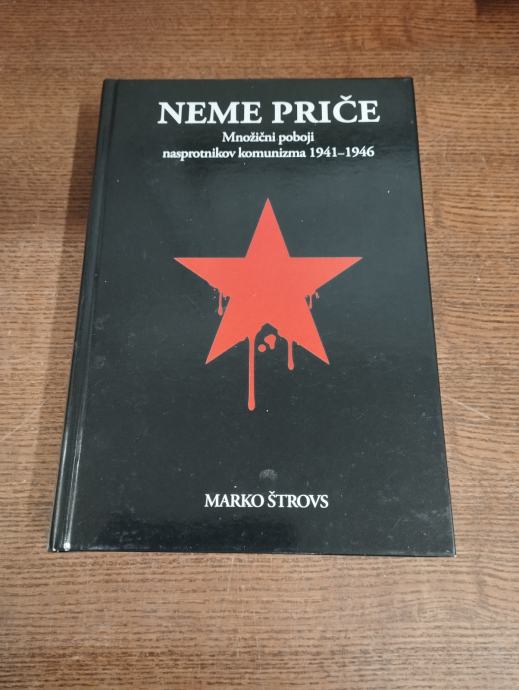 NEME PRIČE
Množični poboji
nasprotnikov komunizma 1941–1946
MARKO ŠTROVS